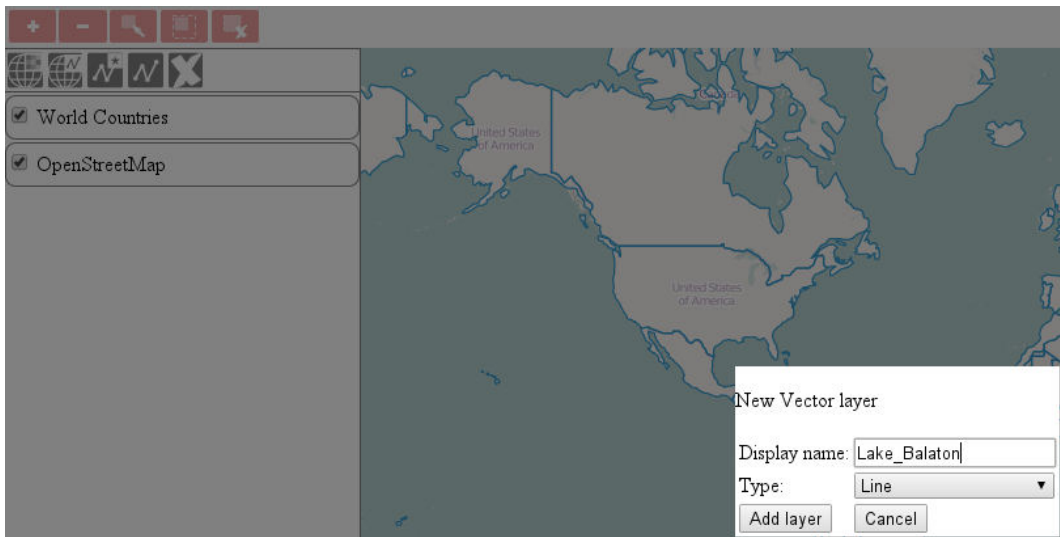 World Countries
OpenStreetMap
Canada
United States
of America
United States
of America
New Vector layer
Display name: Lake_Balaton
Type: Line
Add layer Cancel